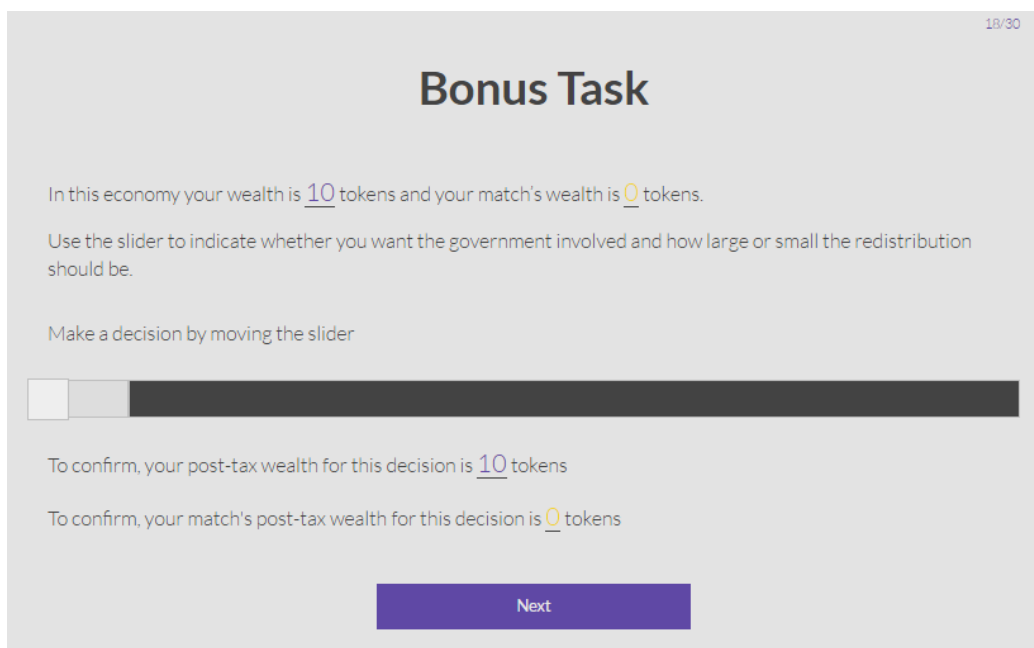 18/30
Bonus Task
In this economy your wealth is 10 tokens and your match's wealth is 0 tokens.
Use the slider to indicate whether you want the government involved and how large or small the redistribution
should be.
Make a decision by moving the slider
To confirm, your post-tax wealth for this decision is 10 tokens
To confirm, your match's post-tax wealth for this decision is 0 tokens
Next